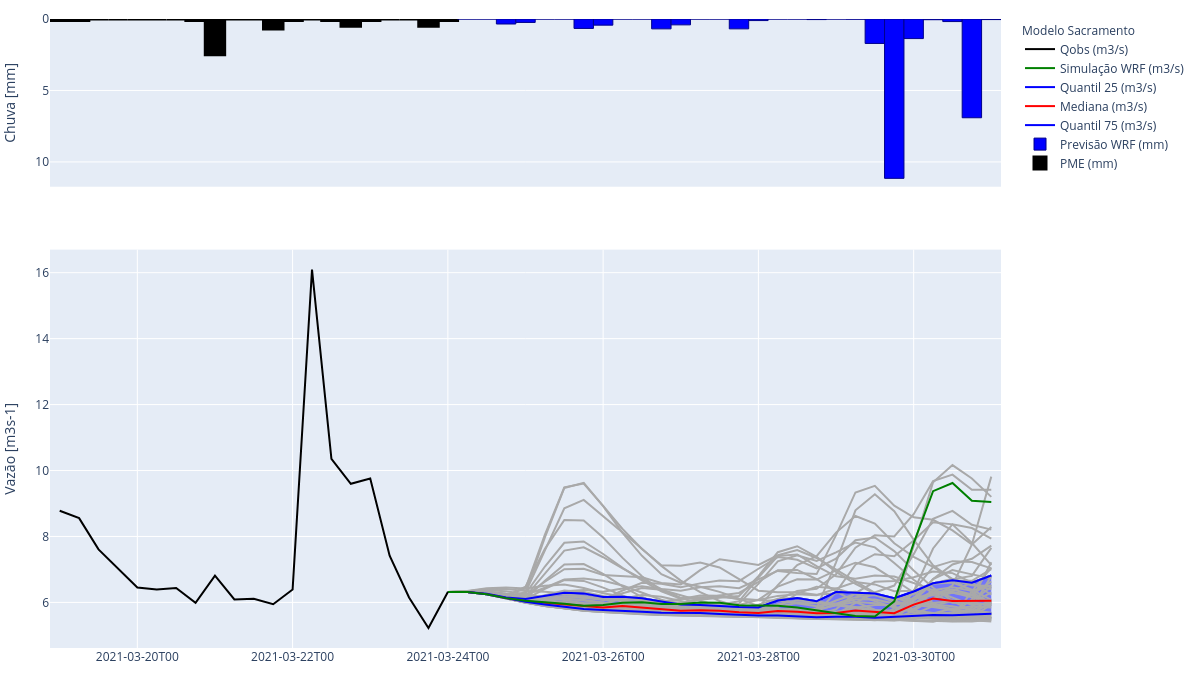 0
5
10
Chuva [mm]
Modelo Sacramento
Qobs (m3/s)
Simulação WRF (m3/s)
Quantil 25 (m3/s)
Mediana (m3/s)
Quantil 75 (m3/s)
Previsão WRF (mm)
PME (mm)
16
14
12
10
8
6
Vazão [m3s-1]
2021-03-20T00 2021-03-22T00 2021-03-24T00 2021-03-26T00 2021-03-28T00 2021-03-30T00